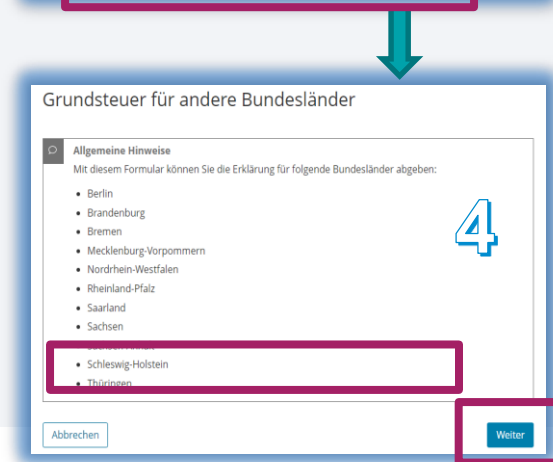 Grundsteuer für andere Bundesländer
Allgemeine Hinweise
Mit diesem Formular können Sie die Erklärung für folgende Bundesländer abgeben:
• Berlin
• Brandenburg
• Bremen
• Mecklenburg-Vorpommern
• Nordrhein-Westfalen
• Rheinland-Pfalz
• Saarland
• Sachsen
• Schleswig-Holstein
• Thüringen
4
Abbrechen
Weiter